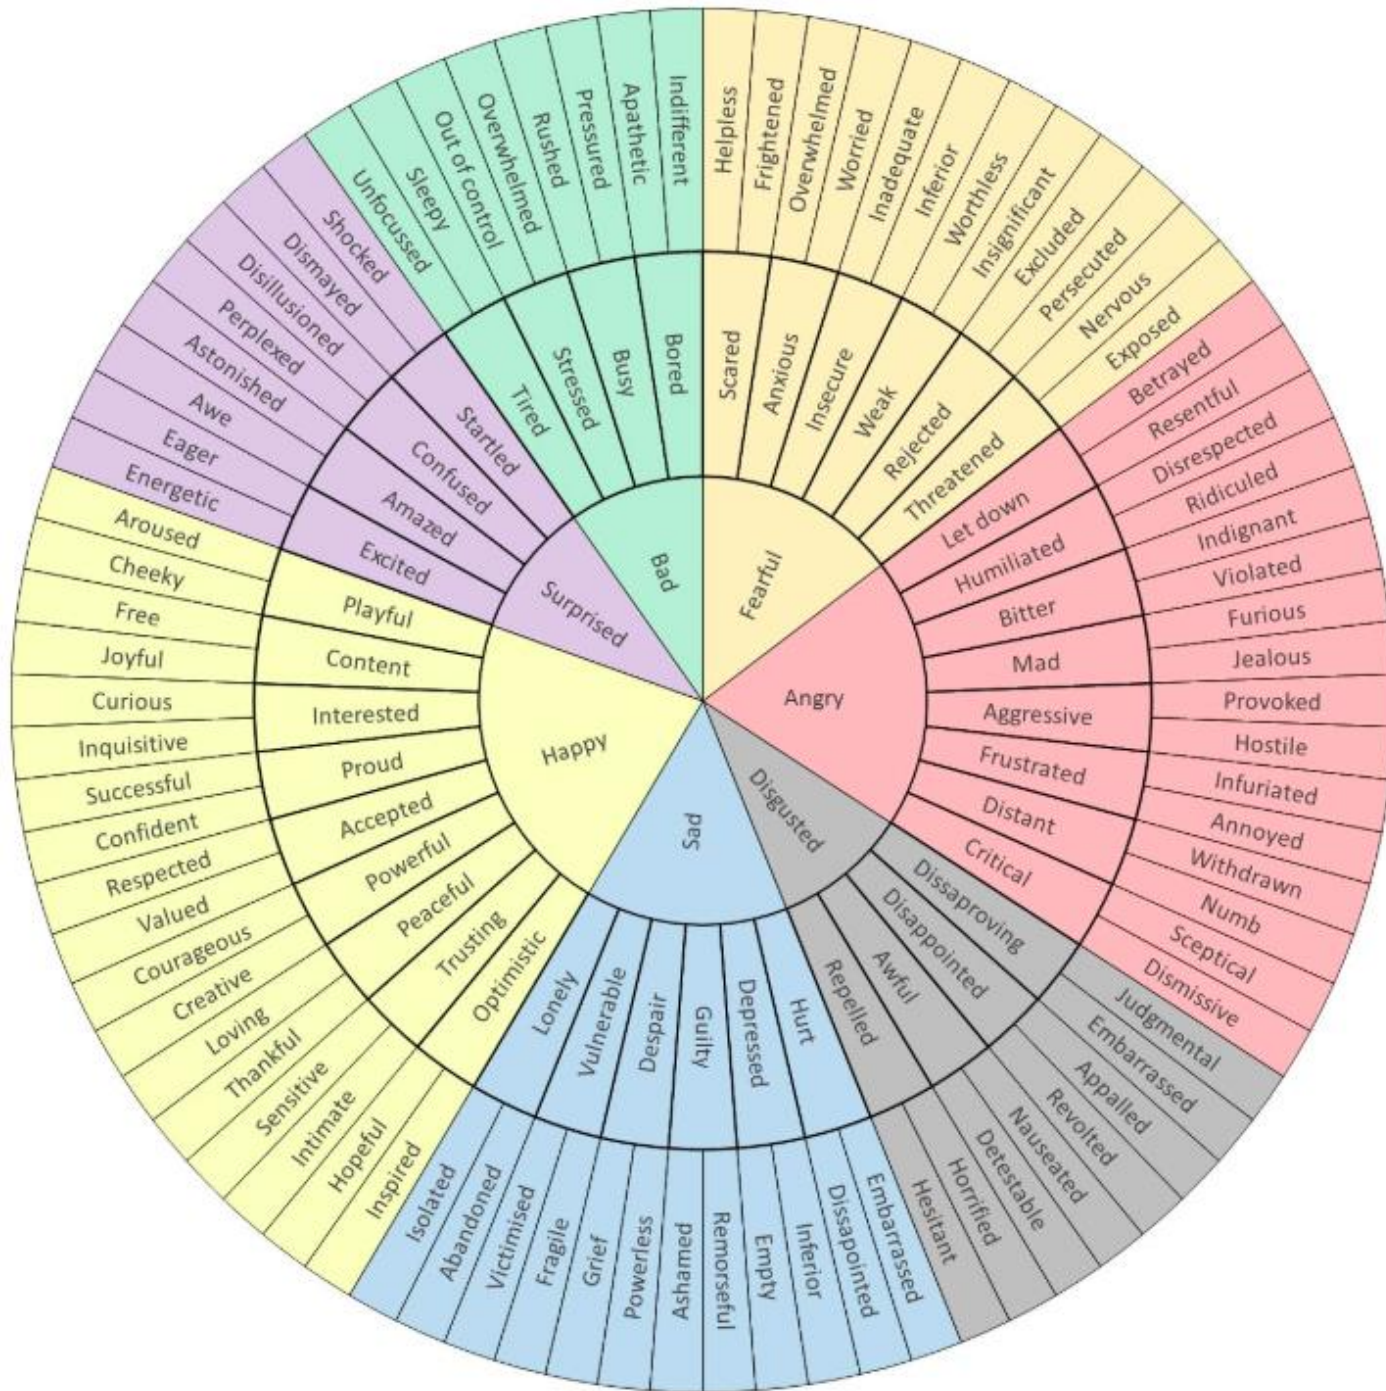 Fearful
Scared
Helpless
Frightened
Anxious
Overwhelmed
Worried
Insecure
Inadequate
Inferior
Weak
Worthless
Insignificant
Rejected
Excluded
Persecuted
Threatened
Nervous
Exposed
Angry
Let down
Betrayed
Resentful
Humiliated
Disrespected
Ridiculed
Bitter
Indignant
Violated
Mad
Furious
Jealous
Aggressive
Provoked
Hostile
Frustrated
Infuriated
Annoyed
Distant
Withdrawn
Numb
Critical
Sceptical
Dismissive
Disgusted
Dissaproving
Judgmental
Embarrassed
Disappointed
Appalled
Revolted
Awful
Nauseated
Detestable
Repelled
Horrified
Hesitant
Sad
Hurt
Embarrassed
Dissapointed
Depressed
Inferior
Empty
Guilty
Remorseful
Ashamed
Despair
Powerless
Grief
Vulnerable
Fragile
Victimised
Lonely
Abandoned
Isolated
Happy
Optimistic
Inspired
Hopeful
Trusting
Intimate
Sensitive
Peaceful
Thankful
Loving
Powerful
Creative
Courageous
Accepted
Valued
Respected
Proud
Confident
Successful
Interested
Inquisitive
Curious
Content
Joyful
Free
Playful
Cheeky
Aroused
Surprised
Excited
Energetic
Eager
Amazed
Awe
Astonished
Confused
Perplexed
Disillusioned
Startled
Dismayed
Shocked
Bad
Tired
Unfocussed
Sleepy
Stressed
Out of control
Overwhelmed
Busy
Rushed
Pressured
Bored
Apathetic
Indifferent